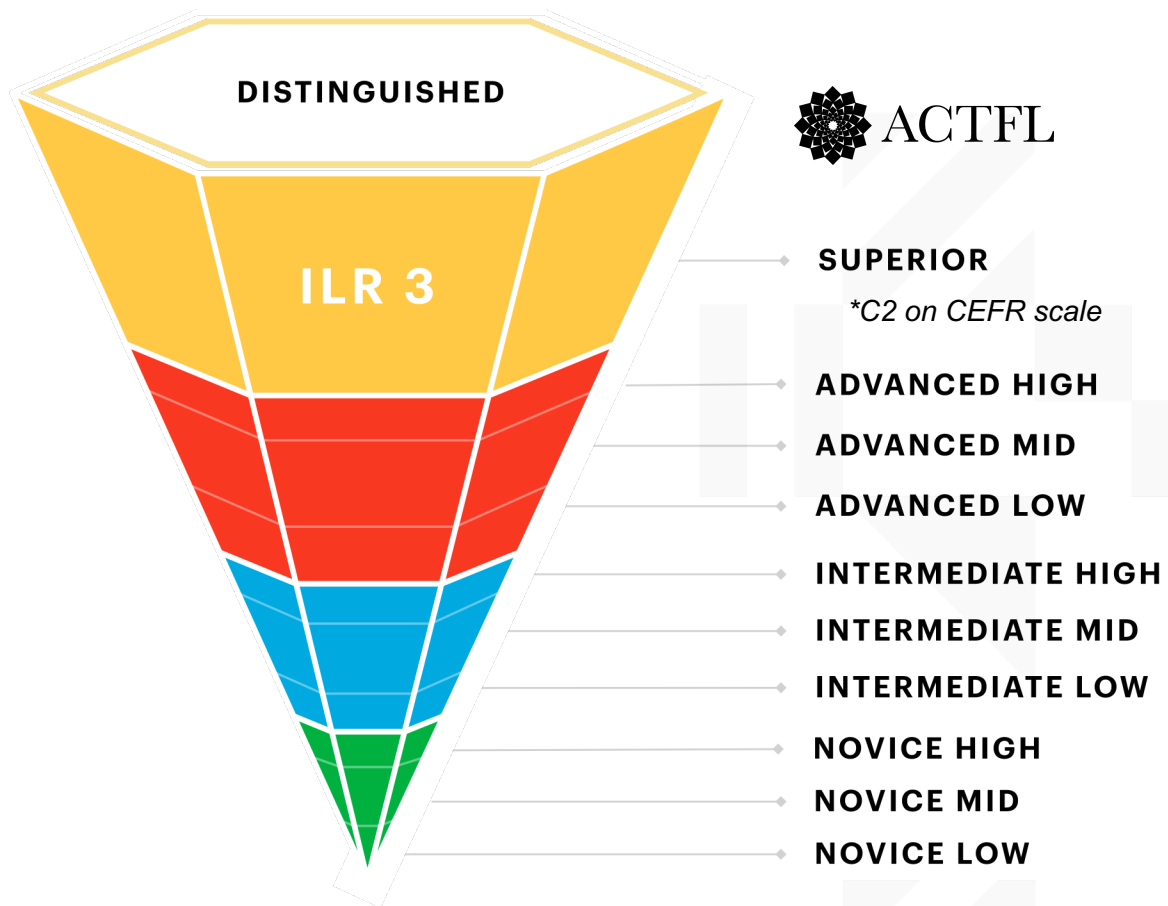 DISTINGUISHED
ACTFL
ILR 3
SUPERIOR
*C2 on CEFR scale
ADVANCED HIGH
ADVANCED MID
ADVANCED LOW
INTERMEDIATE HIGH
INTERMEDIATE MID
INTERMEDIATE LOW
NOVICE HIGH
NOVICE MID
NOVICE LOW